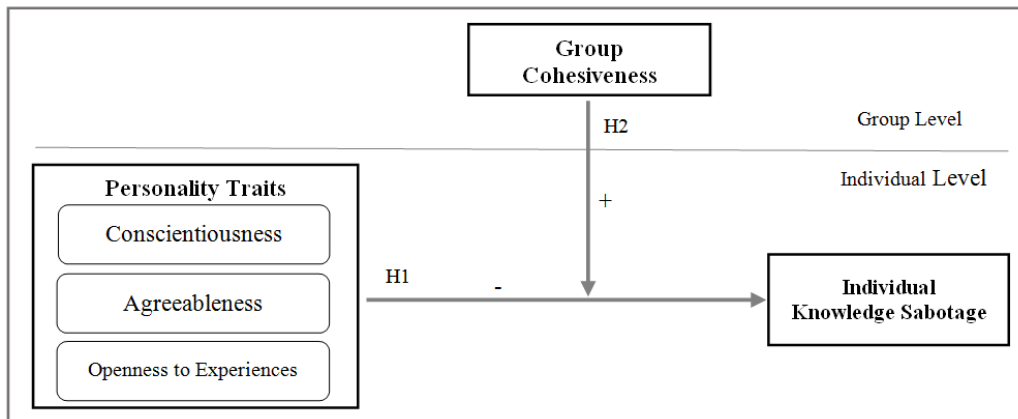 Group
Cohesiveness
H2
Group Level
Individual Level
Personality Traits
Conscientiousness
Agreeableness
Openness to Experiences
H1
-
+
Individual
Knowledge Sabotage